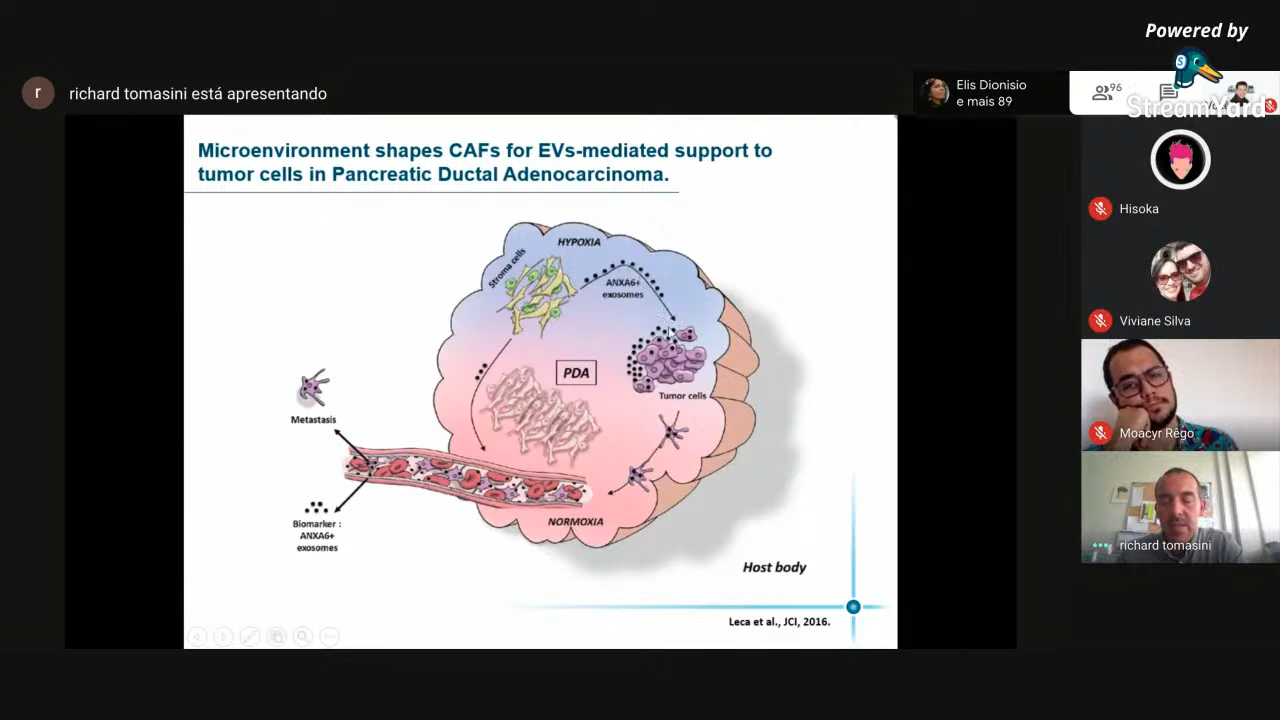 Powered by
StreamYard
r
richard tomasini está apresentando
Elis Dionisio
e mais 89
96
Microenvironment shapes CAFs for EVs-mediated support to
tumor cells in Pancreatic Ductal Adenocarcinoma.
HYPOXIA
Stroma cells
ANXA6+
exosomes
PDA
Tumor cells
Metastasis
Biomarker :
ANXA6+
exosomes
NORMOXIA
Host body
Leca et al., JCI, 2016.
Hisoka
Viviane Silva
Moacyr Rêgo
richard tomasini